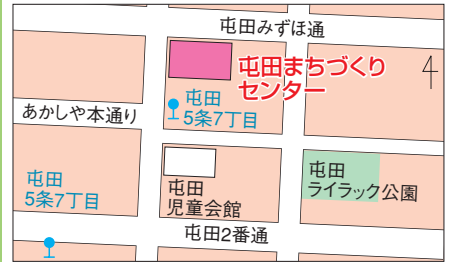 屯田みずほ通
屯田まちづくり
センター
屯田
5条7丁目
あかしや本通り
屯田
5条7丁目
屯田
児童会館
屯田
ライラック公園
屯田2番通